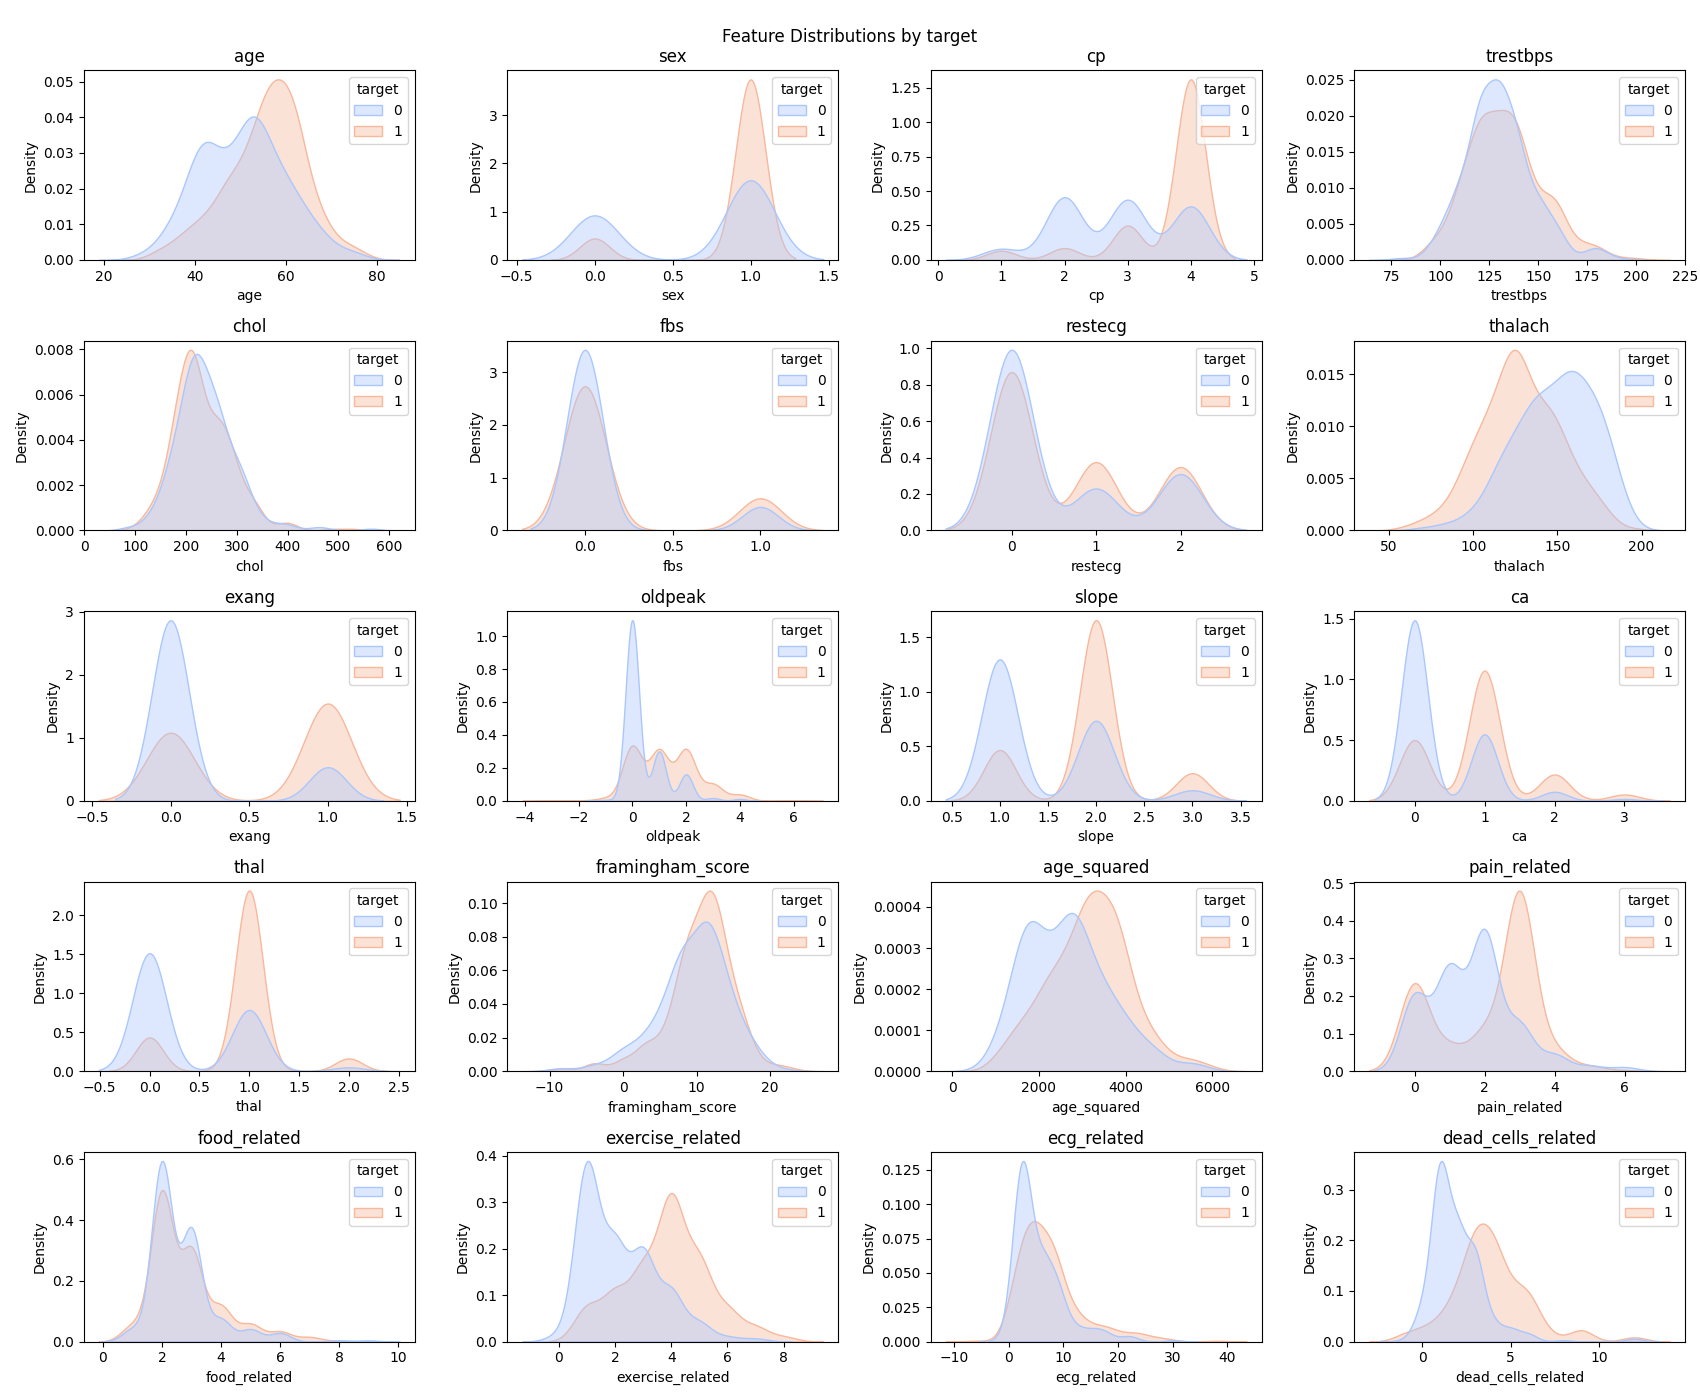 Feature Distributions by target
age
sex
cp
trestbps
0.05
0.04
0.03
0.02
0.01
0.00
Density
target
0
1
20
40
60
80
age
3
2
1
0
Density
target
0
1
−0.5
0.0
0.5
1.0
1.5
sex
1.25
1.00
0.75
0.50
0.25
0.00
Density
target
0
1
0
1
2
3
4
5
cp
0.025
0.020
0.015
0.010
0.005
0.000
Density
target
0
1
75
100
125
150
175
200
225
trestbps
chol
fbs
restecg
thalach
0.008
0.006
0.004
0.002
0.000
Density
target
0
1
0
100
200
300
400
500
600
chol
3
2
1
0
Density
target
0
1
0.0
0.5
1.0
fbs
1.0
0.8
0.6
0.4
0.2
0.0
Density
target
0
1
0
1
2
restecg
0.015
0.010
0.005
0.000
Density
target
0
1
50
100
150
200
thalach
exang
oldpeak
slope
ca
3
2
1
0
Density
target
0
1
−0.5
0.0
0.5
1.0
1.5
exang
1.0
0.8
0.6
0.4
0.2
0.0
Density
target
0
1
−4
−2
0
2
4
6
oldpeak
1.5
1.0
0.5
0.0
Density
target
0
1
0.5
1.0
1.5
2.0
2.5
3.0
3.5
slope
1.5
1.0
0.5
0.0
Density
target
0
1
0
1
2
3
ca
thal
framingham_score
age_squared
pain_related
2.0
1.5
1.0
0.5
0.0
Density
target
0
1
−0.5
0.0
0.5
1.0
1.5
2.0
2.5
thal
0.10
0.08
0.06
0.04
0.02
0.00
Density
target
0
1
−10
0
10
20
framingham_score
0.0004
0.0003
0.0002
0.0001
0.0000
Density
target
0
1
0
2000
4000
6000
age_squared
0.5
0.4
0.3
0.2
0.1
0.0
Density
target
0
1
0
2
4
6
pain_related
food_related
exercise_related
ecg_related
dead_cells_related
0.6
0.4
0.2
0.0
Density
target
0
1
0
2
4
6
8
10
food_related
0.4
0.3
0.2
0.1
0.0
Density
target
0
1
0
2
4
6
8
exercise_related
0.125
0.100
0.075
0.050
0.025
0.000
Density
target
0
1
−10
0
10
20
30
40
ecg_related
0.3
0.2
0.1
0.0
Density
target
0
1
0
5
10
dead_cells_related